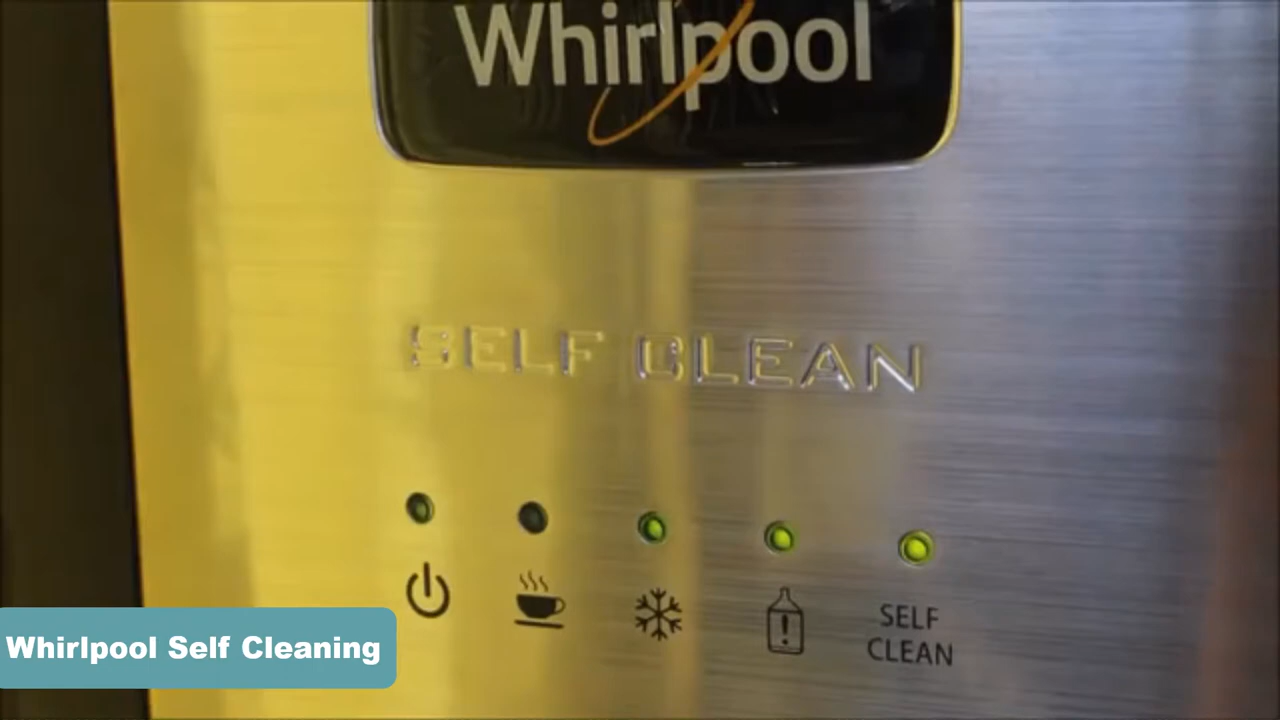 Whirlpool
SELF CLEAN
!
SELF
CLEAN
Whirlpool Self Cleaning